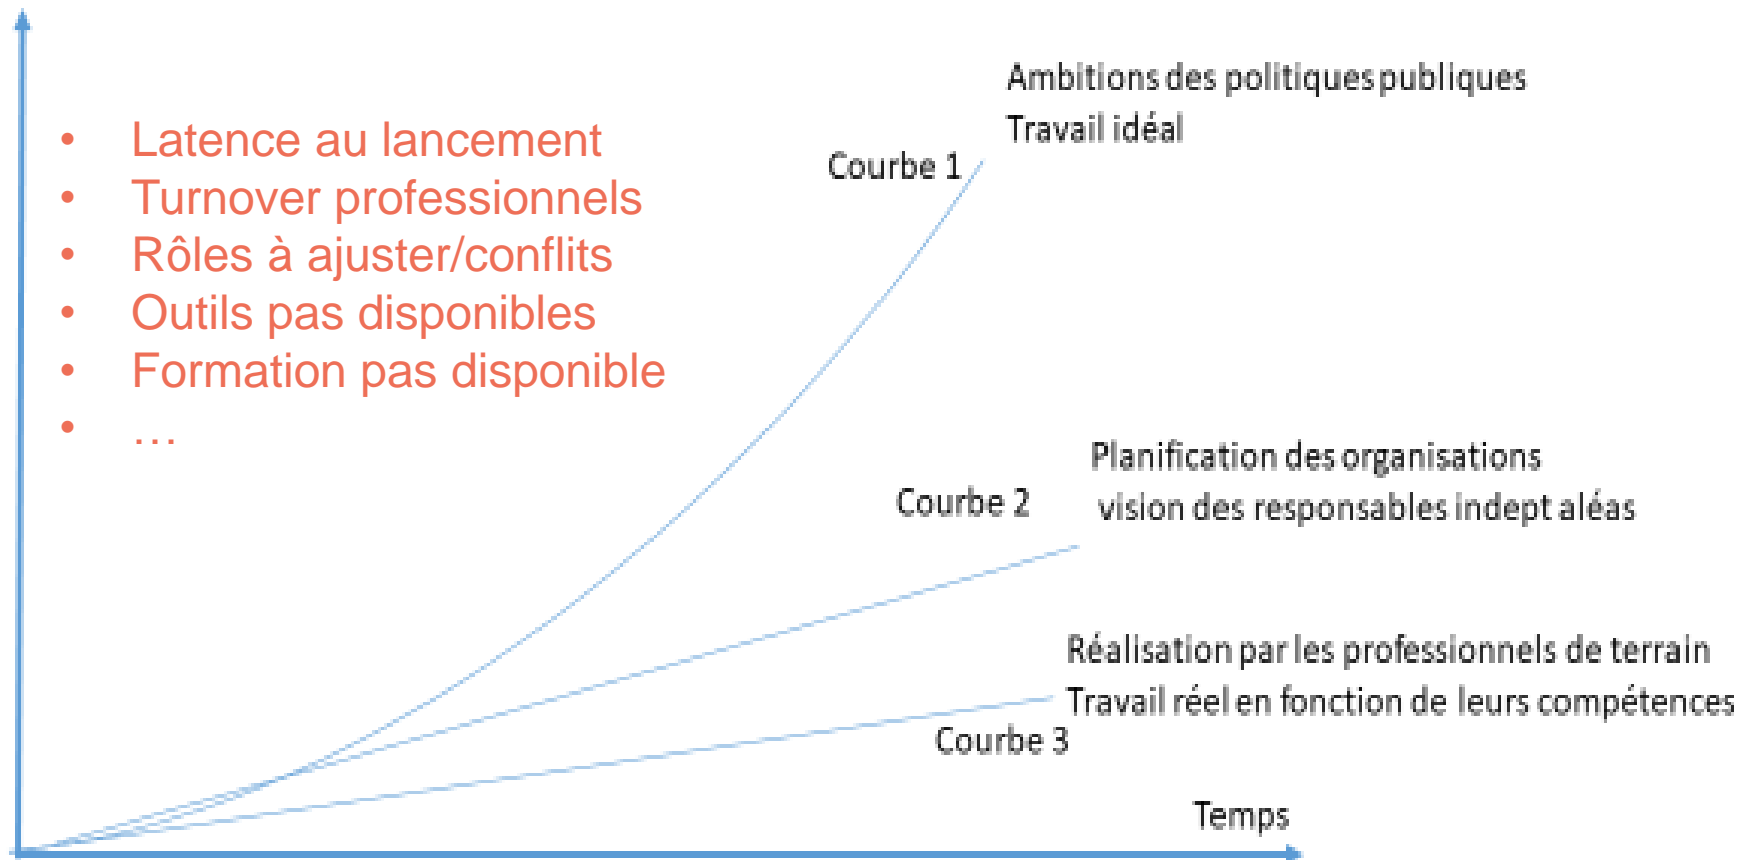 • Latence au lancement
• Turnover professionnels
• Rôles à ajuster/conflits
• Outils pas disponibles
• Formation pas disponible
• …
Ambitions des politiques publiques
Travail idéal
Courbe 1
Planification des organisations
Courbe 2
vision des responsables indept aléas
Réalisation par les professionnels de terrain
Travail réel en fonction de leurs compétences
Courbe 3
Temps